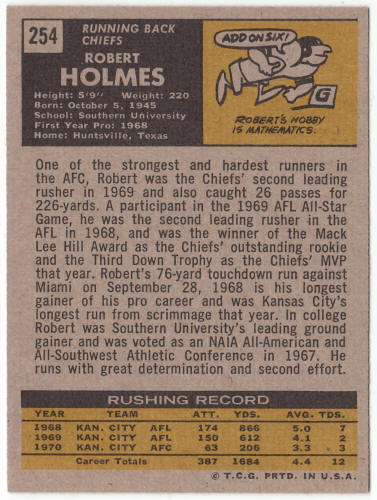 254
RUNNING BACK
CHIEFS
ROBERT
HOLMES
Height: 5'9" Weight: 220
Born: October 5, 1945
School: Southern University
First Year Pro: 1968
Home: Huntsville, Texas
ADD ON SIX!
G
ROBERT'S HOBBY
IS MATHEMATICS.
One of the strongest and hardest runners in
the AFC, Robert was the Chiefs' second leading
rusher in 1969 and also caught 26 passes for
226-yards. A participant in the 1969 AFL All-Star
Game, he was the second leading rusher in the
AFL in 1968, and was the winner of the Mack
Lee Hill Award as the Chiefs' outstanding rookie
and the Third Down Trophy as the Chiefs' MVP
that year. Robert's 76-yard touchdown run against
Miami on September 28, 1968 is his longest
gainer of his pro career and was Kansas City's
longest run from scrimmage that year. In college
Robert was Southern University's leading ground
gainer and was voted as an NAIA All-American and
All-Southwest Athletic Conference in 1967. He
runs with great determination and second effort.
RUSHING RECORD
YEAR TEAM ATT. YDS. AVG. TDS.
1968 KAN. CITY AFL 174 866 5.0 7
1969 KAN. CITY AFL 150 612 4.1 2
1970 KAN. CITY AFC 63 206 3.3 3
Career Totals 387 1684 4.4 12
© T.C.G. PRTD. IN U.S.A.